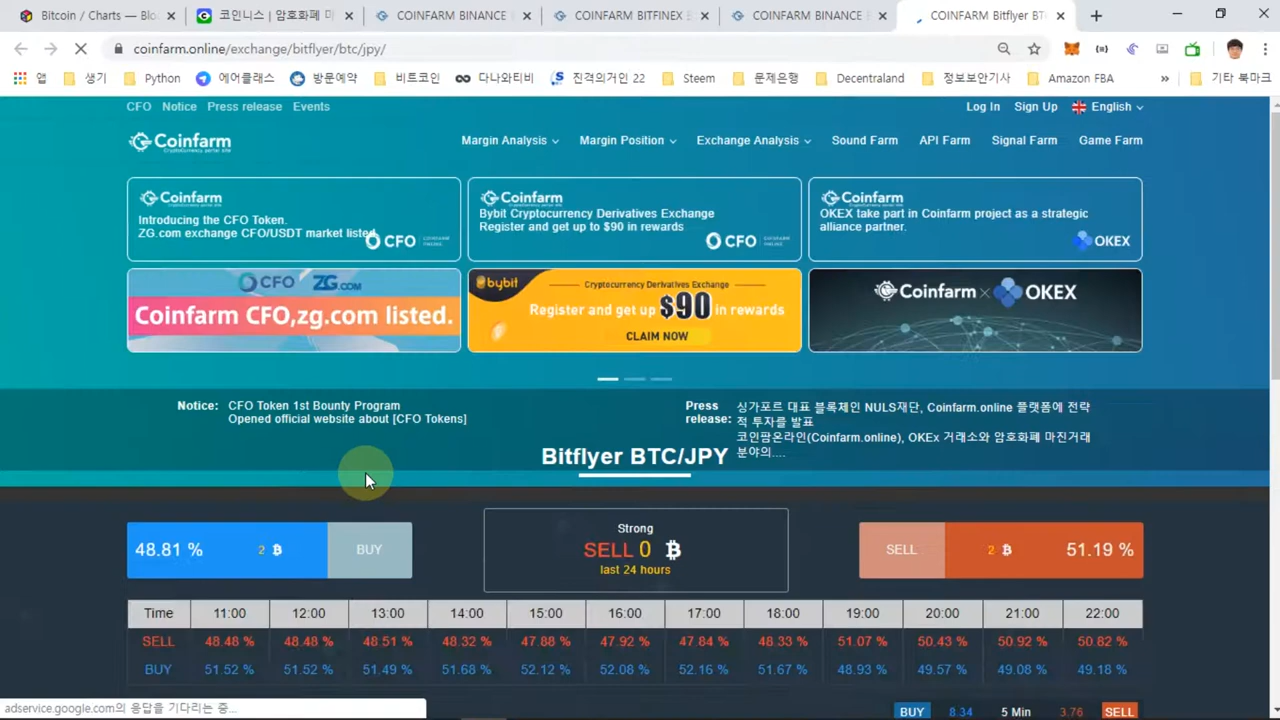 Bitcoin / Charts — Blo
코인니스 | 암호화폐 마
COINFARM BINANCE
COINFARM BITFINEX
COINFARM BINANCE
COINFARM Bitflyer BT
coinfarm.online/exchange/bitflyer/btc/jpy/
앱 생기 Python 에어클래스 방문예약 비트코인 다나와티비 진격의거인 22 Steem 문제은행 Decentraland 정보보안기사 Amazon FBA » 기타 북마크
CFO Notice Press release Events
Log In Sign Up English
Coinfarm
Cryptocurrency portal site
Margin Analysis Margin Position Exchange Analysis Sound Farm API Farm Signal Farm Game Farm
Coinfarm
Introducing the CFO Token.
ZG.com exchange CFO/USDT market listed.
CFO COINFARM ONLINE
Coinfarm
Bybit Cryptocurrency Derivatives Exchange
Register and get up to $90 in rewards
CFO COINFARM ONLINE
Coinfarm
OKEX take part in Coinfarm project as a strategic
alliance partner.
OKEX
CFO ZG.COM
Coinfarm CFO,zg.com listed.
bybit
Cryptocurrency Derivatives Exchange
Register and get up $90 in rewards
CLAIM NOW
Coinfarm x OKEX
Notice: CFO Token 1st Bounty Program
Opened official website about [CFO Tokens]
Press release:
싱가포르 대표 블록체인 NULS재단, Coinfarm.online 플랫폼에 전략
적 투자를 발표
코인팜온라인(Coinfarm.online), OKEx 거래소와 암호화폐 마진거래
분야의....
Bitflyer BTC/JPY
48.81 % 2 BUY
Strong
SELL 0
last 24 hours
SELL 2 51.19 %
Time 11:00 12:00 13:00 14:00 15:00 16:00 17:00 18:00 19:00 20:00 21:00 22:00
SELL 48.48 % 48.48 % 48.51 % 48.32 % 47.88 % 47.92 % 47.84 % 48.33 % 51.07 % 50.43 % 50.92 % 50.82 %
BUY 51.52 % 51.52 % 51.49 % 51.68 % 52.12 % 52.08 % 52.16 % 51.67 % 48.93 % 49.57 % 49.08 % 49.18 %
BUY 8.34 5 Min 3.76 SELL
adservice.google.com의 응답을 기다리는 중...